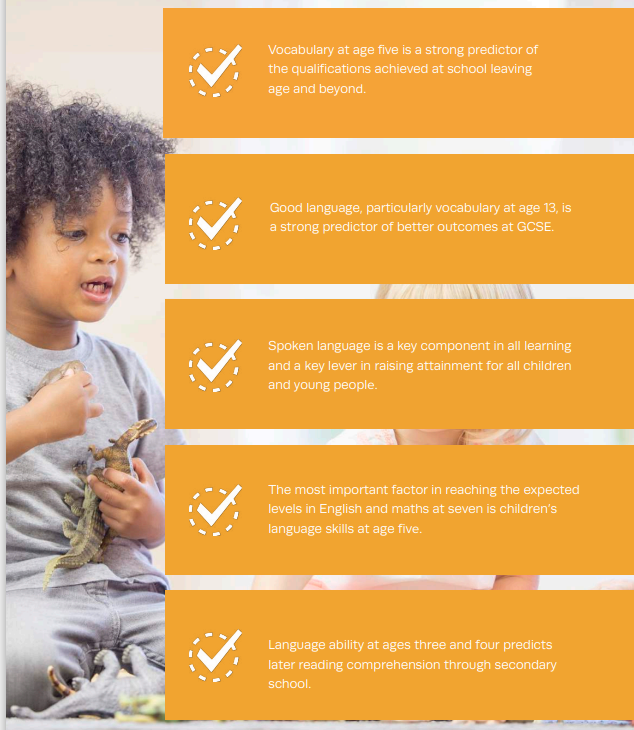 Vocabulary at age five is a strong predictor of
the qualifications achieved at school leaving
age and beyond.
Good language, particularly vocabulary at age 13, is
a strong predictor of better outcomes at GCSE.
Spoken language is a key component in all learning
and a key lever in raising attainment for all children
and young people.
The most important factor in reaching the expected
levels in English and maths at seven is children's
language skills at age five.
Language ability at ages three and four predicts
later reading comprehension through secondary
school.